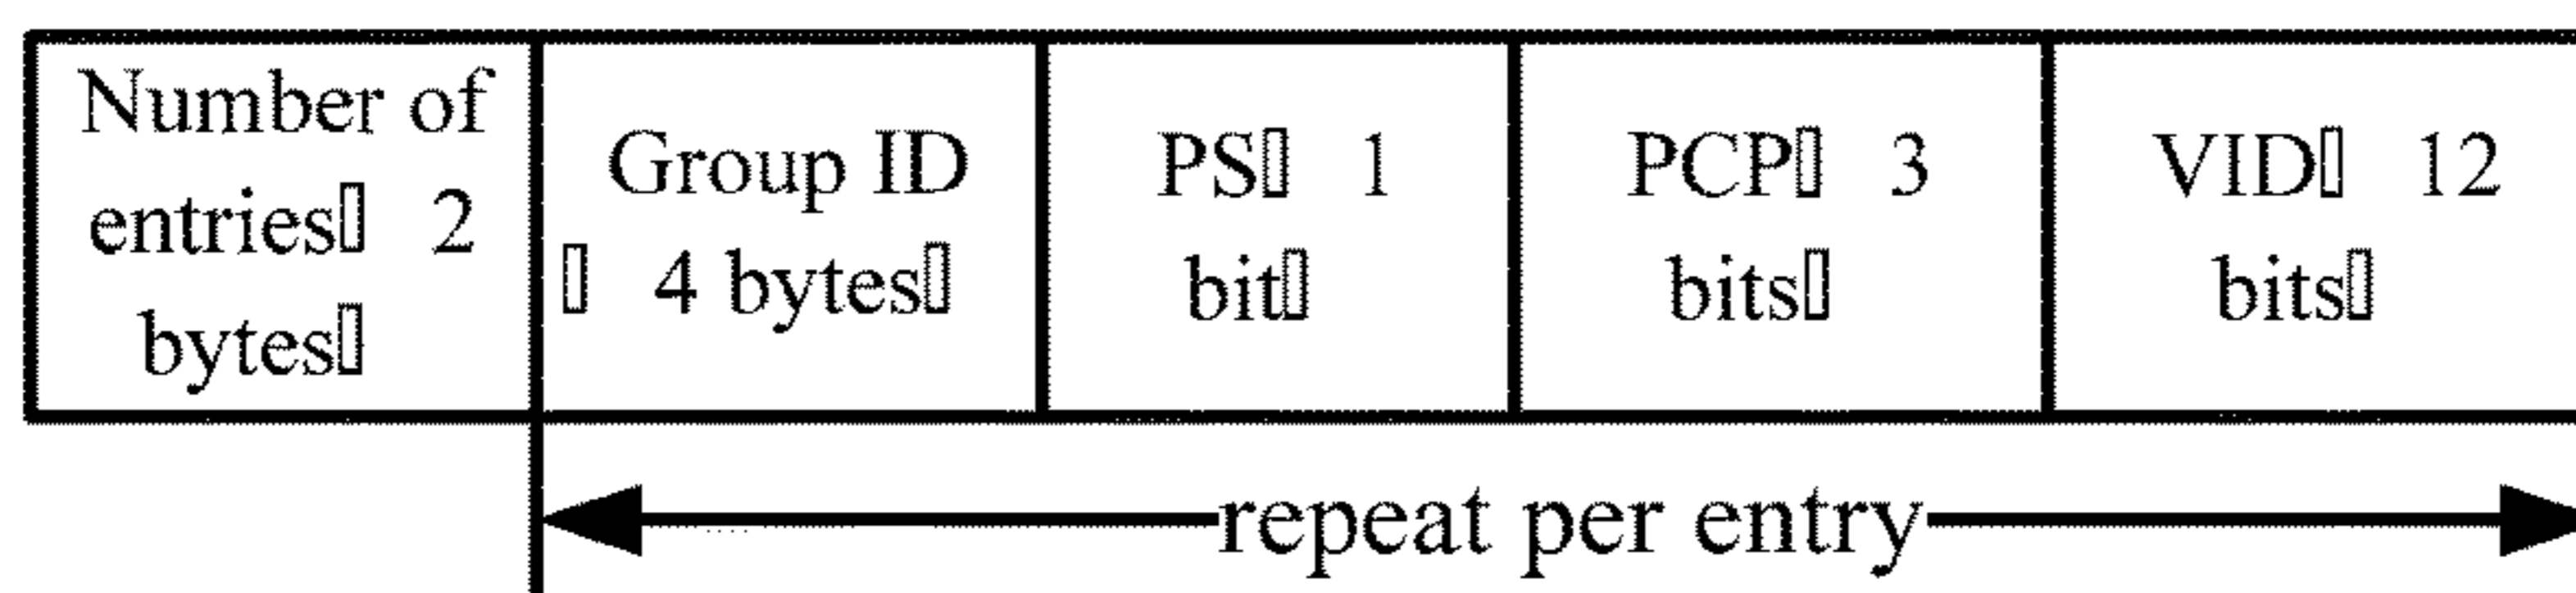 Number of
entries▯ 2
bytes▯
Group ID
▯ 4 bytes▯
PS▯ 1
bit▯
PCP▯ 3
bits▯
VID▯ 12
bits▯
repeat per entry